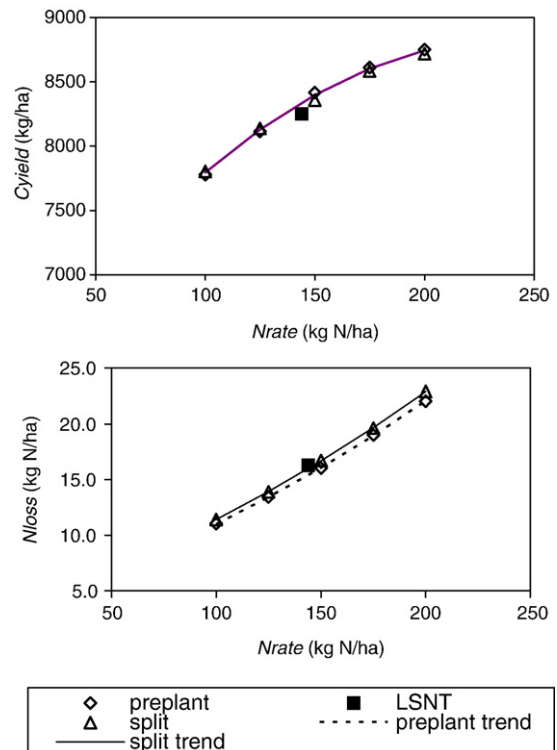 9000
8500
8000
7500
7000
Cyield (kg/ha)
50 100 150 200 250
Nrate (kg N/ha)
25.0
20.0
15.0
10.0
5.0
Nloss (kg N/ha)
50 100 150 200 250
Nrate (kg N/ha)
preplant LSNT
split preplant trend
split trend